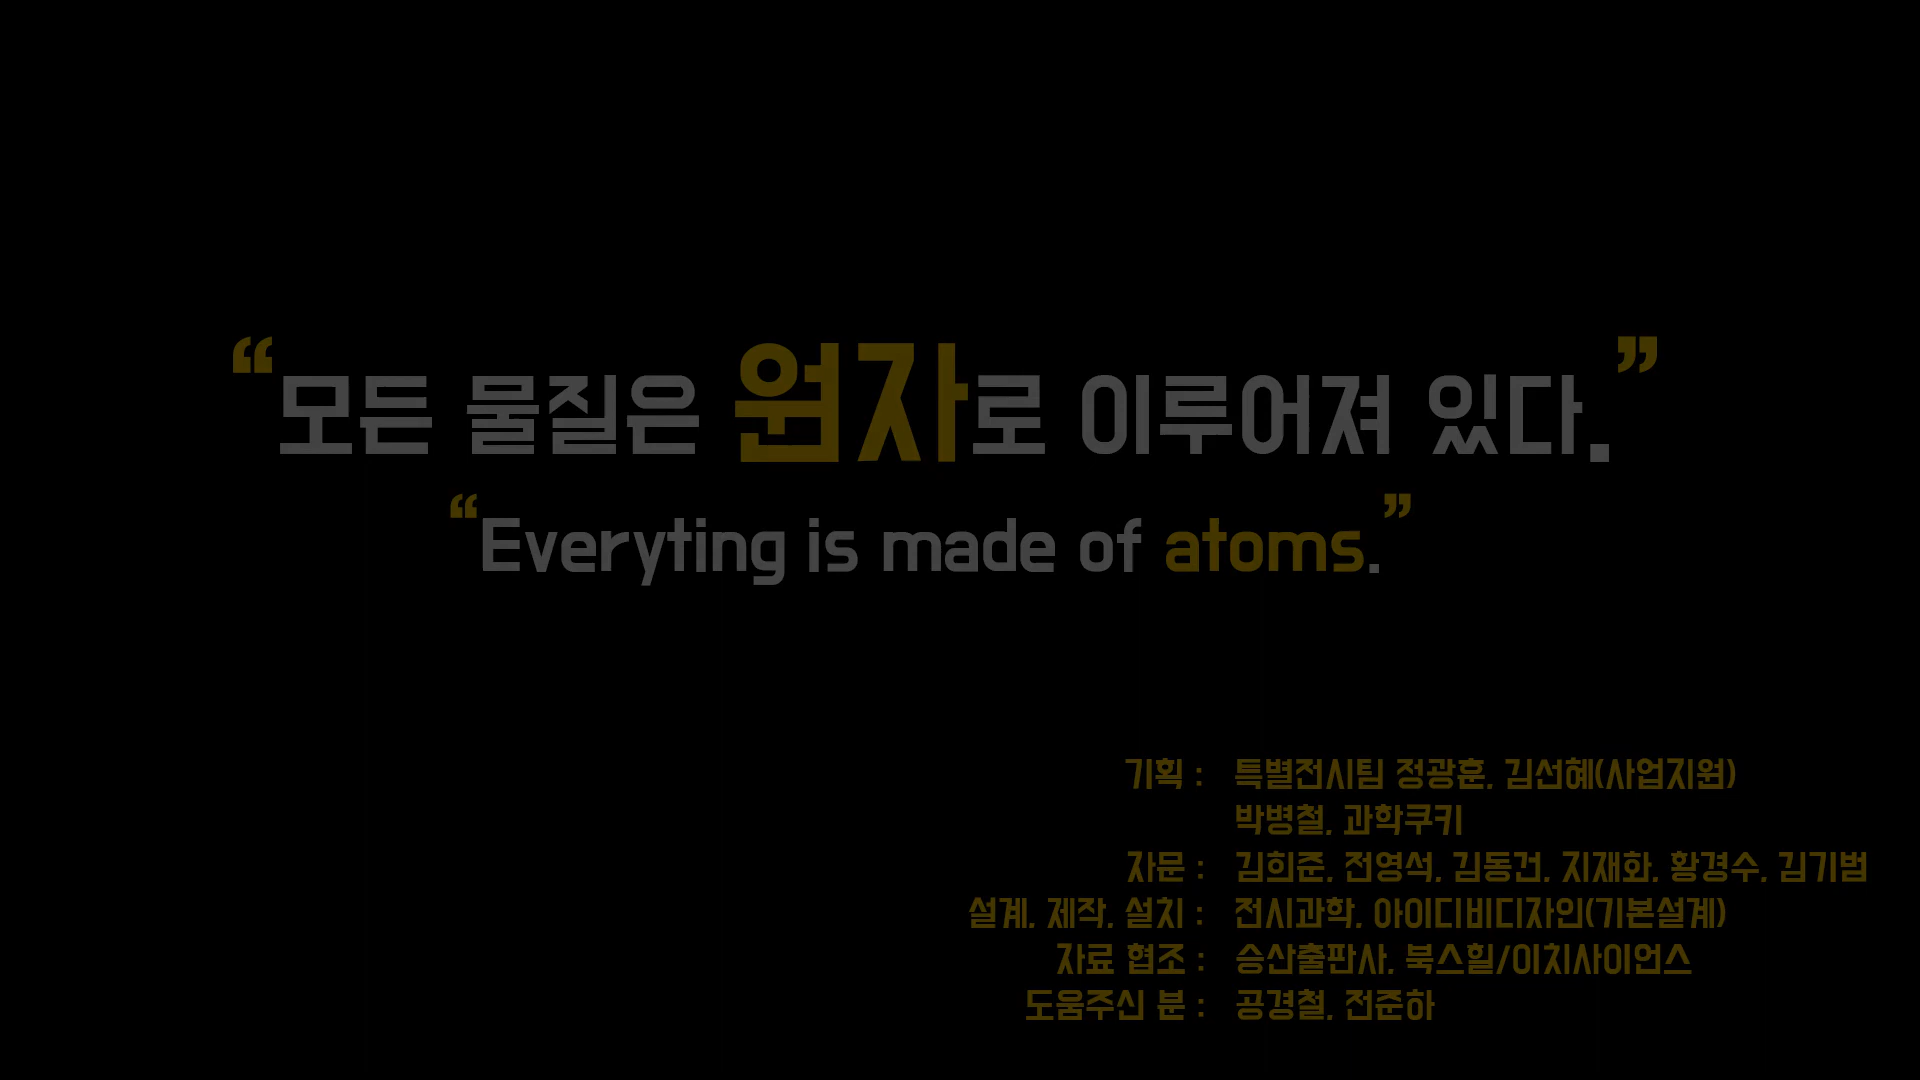 “모든 물질은 원자로 이루어져 있다.”
“Everyting is made of atoms.”
기획 : 특별전시팀 정광훈, 김선혜(사업지원)
박병철, 과학쿠키
자문 : 김희준, 전영석, 김동건, 지재화, 황경수, 김기범
설계, 제작, 설치 : 전시과학, 아이디비디자인(기본설계)
자료 협조 : 승산출판사, 북스힐/이치사이언스
도움주신 분 : 공경철, 전준하